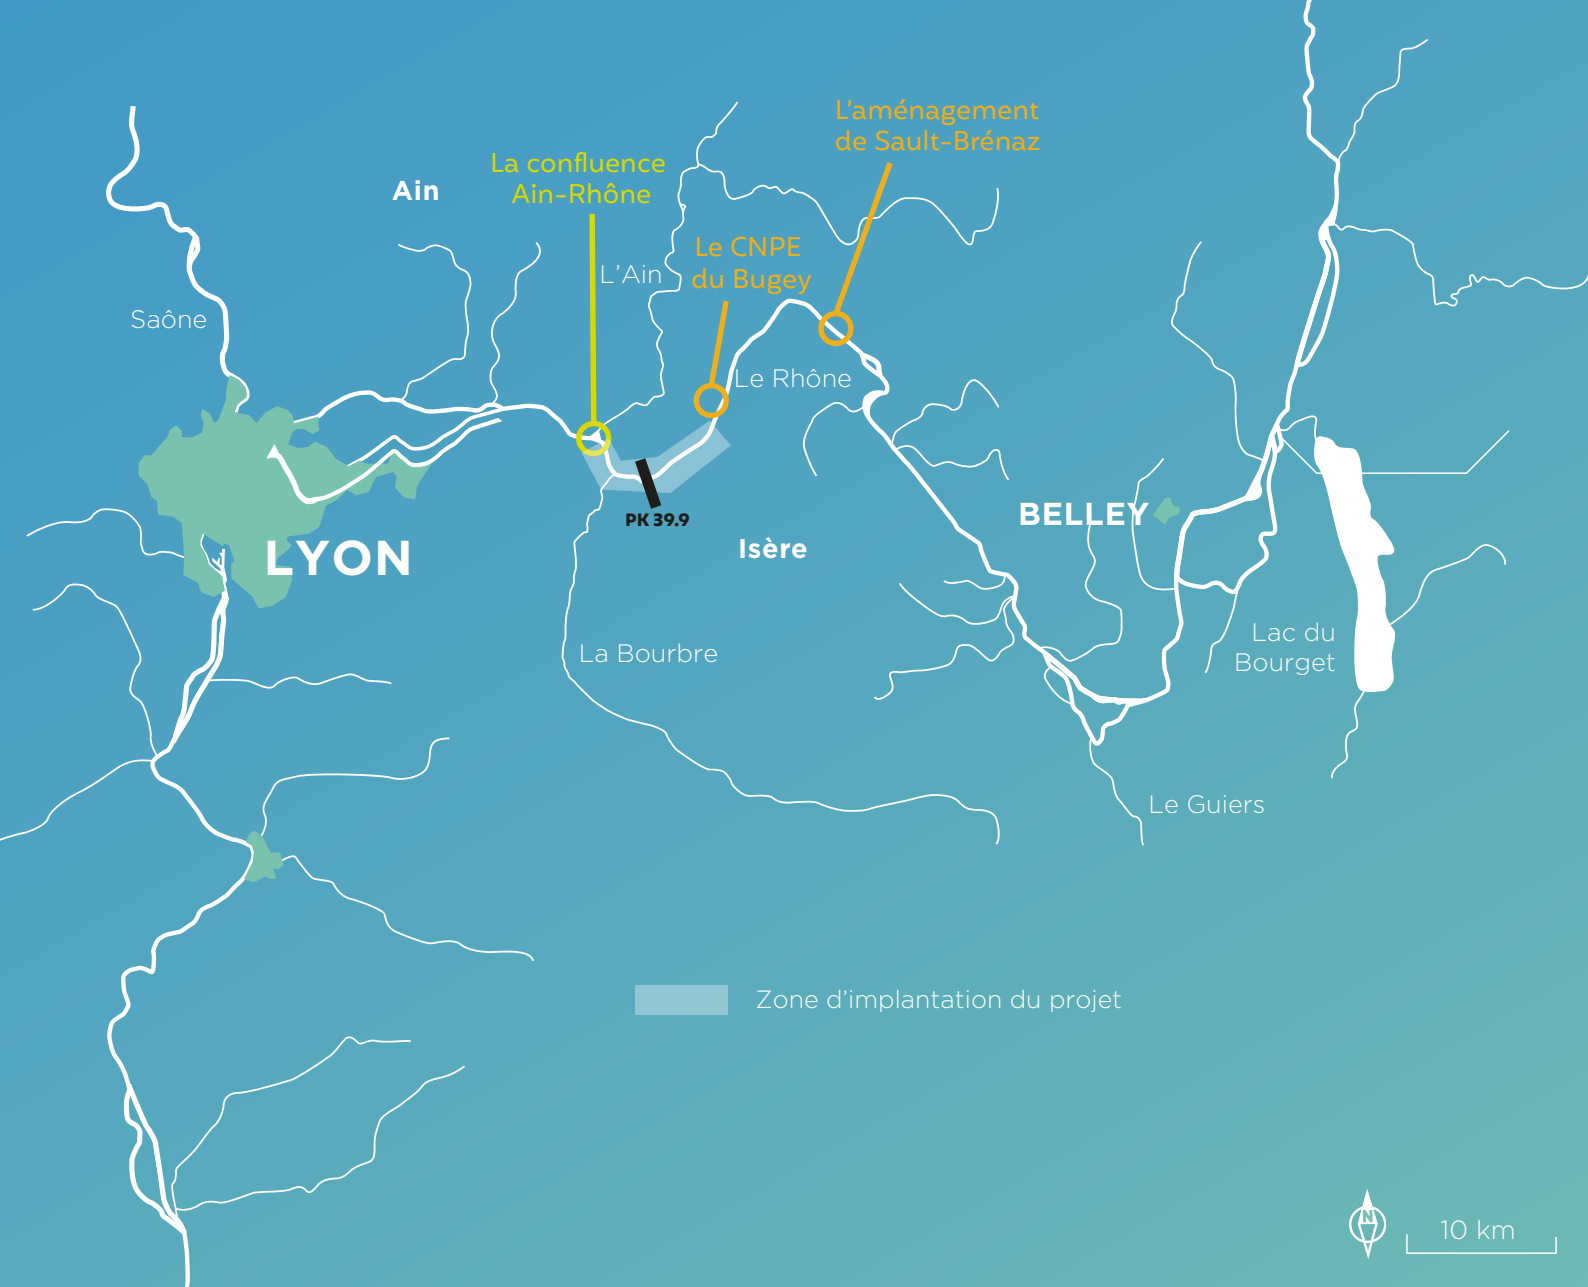 L'aménagement
de Sault-Brénaz
La confluence
Ain-Rhône
Ain
Le CNPE
du Bugey
L'Ain
Saône
Le Rhône
PK 39.9
BELLEY
Isère
LYON
Lac du
Bourget
La Bourbre
Le Guiers
Zone d'implantation du projet
N
10 km